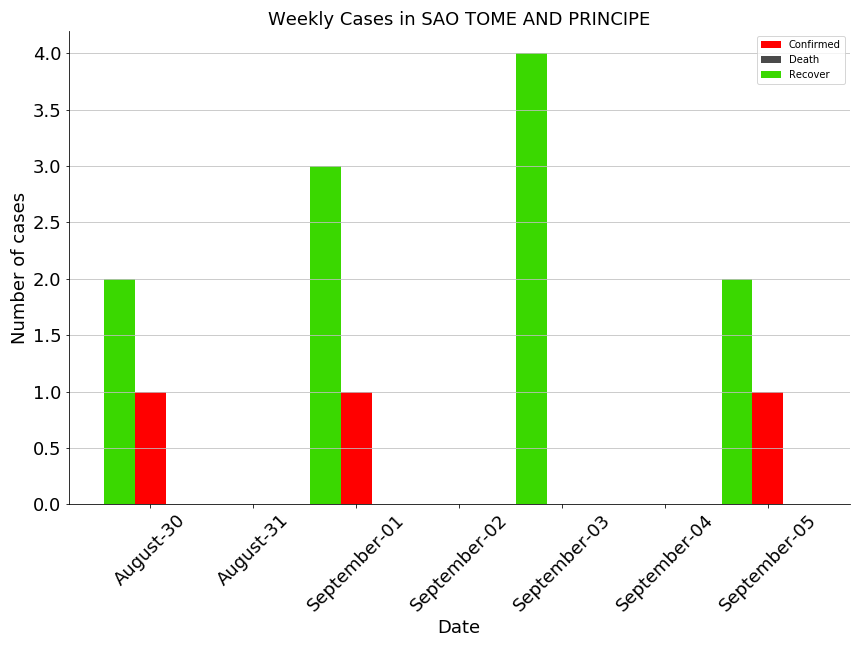 Weekly Cases in SAO TOME AND PRINCIPE
Confirmed
Death
Recover
Number of cases
4.0
3.5
3.0
2.5
2.0
1.5
1.0
0.5
0.0
August-30
August-31
September-01
September-02
September-03
September-04
September-05
Date